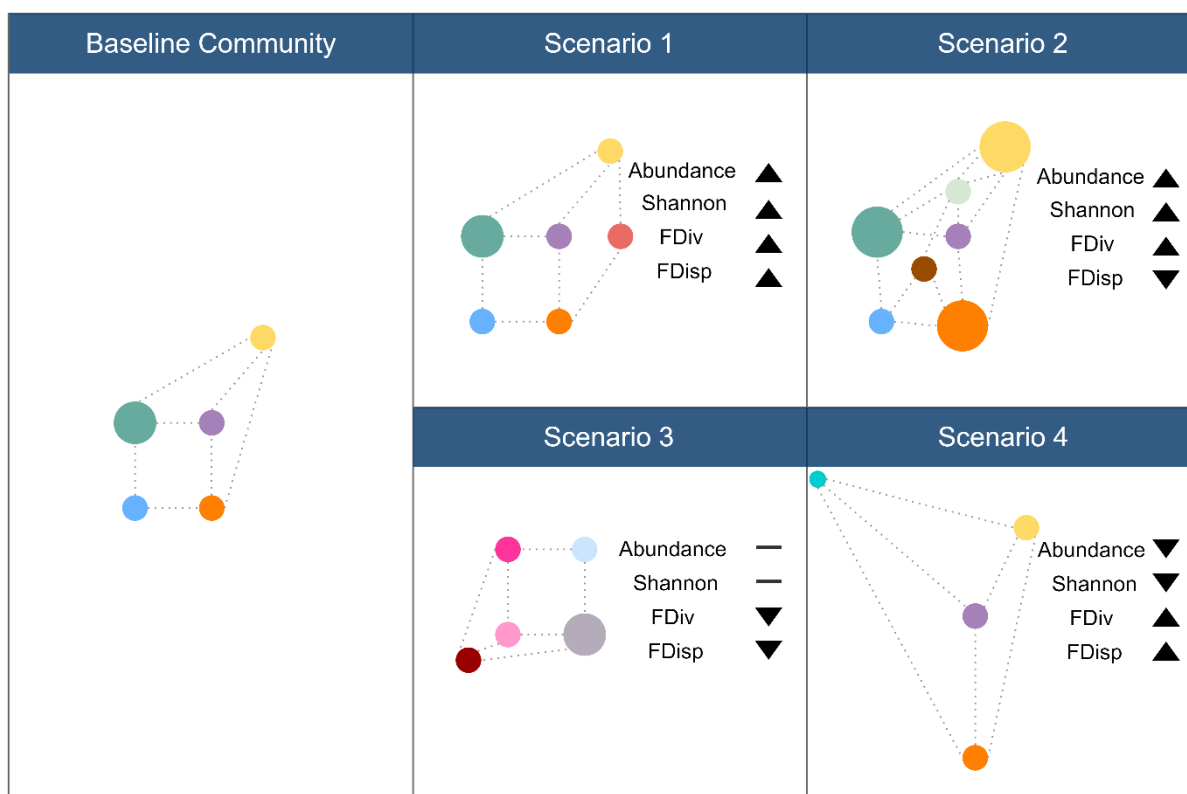 Baseline Community
Scenario 1
Scenario 2
Abundance
Shannon
FDiv
FDisp
Abundance
Shannon
FDiv
FDisp
Scenario 3
Scenario 4
Abundance
Shannon
FDiv
FDisp
Abundance
Shannon
FDiv
FDisp